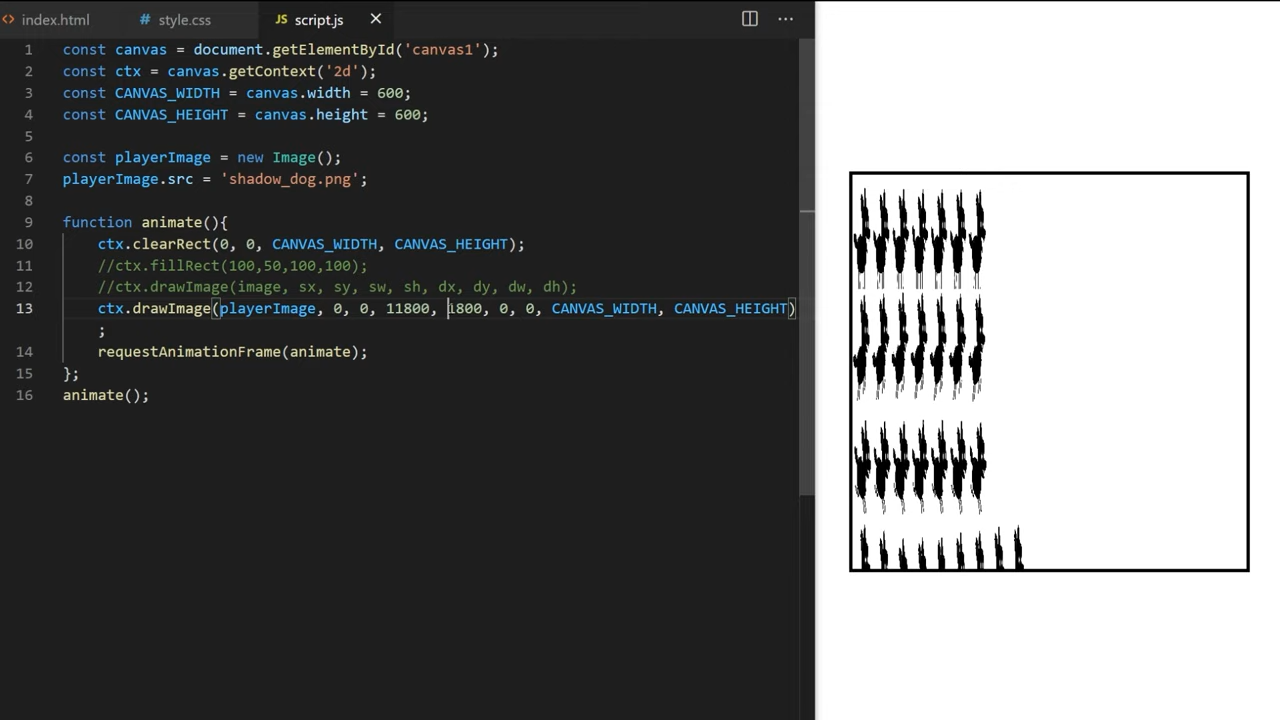 index.html
style.css
JS script.js
1 const canvas = document.getElementById('canvas1');
2 const ctx = canvas.getContext('2d');
3 const CANVAS_WIDTH = canvas.width = 600;
4 const CANVAS_HEIGHT = canvas.height = 600;
5
6 const playerImage = new Image();
7 playerImage.src = 'shadow_dog.png';
8
9 function animate(){
10 ctx.clearRect(0, 0, CANVAS_WIDTH, CANVAS_HEIGHT);
11 //ctx.fillRect(100,50,100,100);
12 //ctx.drawImage(image, sx, sy, sw, sh, dx, dy, dw, dh);
13 ctx.drawImage(playerImage, 0, 0, 11800, 1800, 0, 0, CANVAS_WIDTH, CANVAS_HEIGHT)
;
14 requestAnimationFrame(animate);
15 };
16 animate();